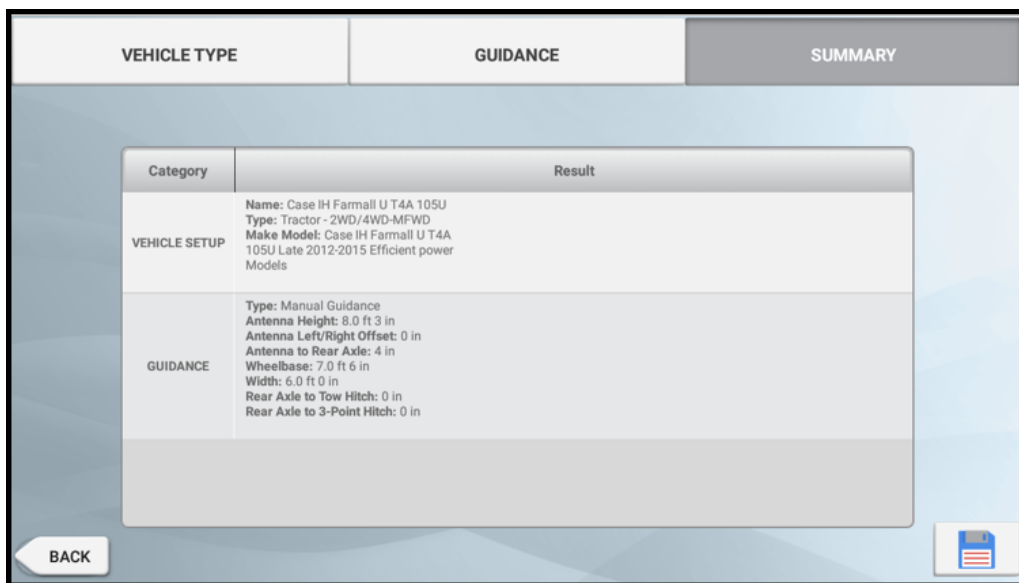 VEHICLE TYPE
GUIDANCE
SUMMARY
Category
Result
VEHICLE SETUP
Name: Case IH Farmall U T4A 105U
Type: Tractor - 2WD/4WD-MFWD
Make Model: Case IH Farmall U T4A
105U Late 2012-2015 Efficient power
Models
GUIDANCE
Type: Manual Guidance
Antenna Height: 8.0 ft 3 in
Antenna Left/Right Offset: 0 in
Antenna to Rear Axle: 4 in
Wheelbase: 7.0 ft 6 in
Width: 6.0 ft 0 in
Rear Axle to Tow Hitch: 0 in
Rear Axle to 3-Point Hitch: 0 in
BACK